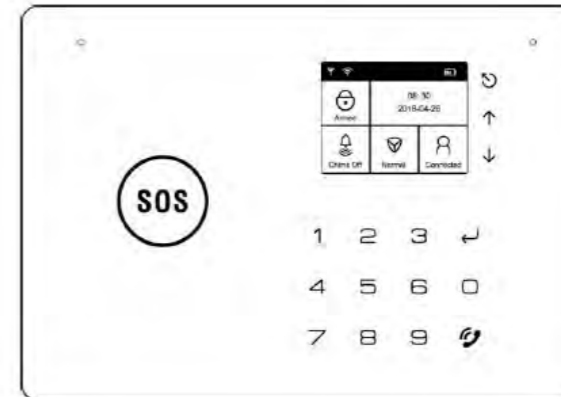 08: 30
2018-04-26
Armed
Chime Off
Normal
Connected
SOS
1 2 3
4 5 6 0
7 8 9